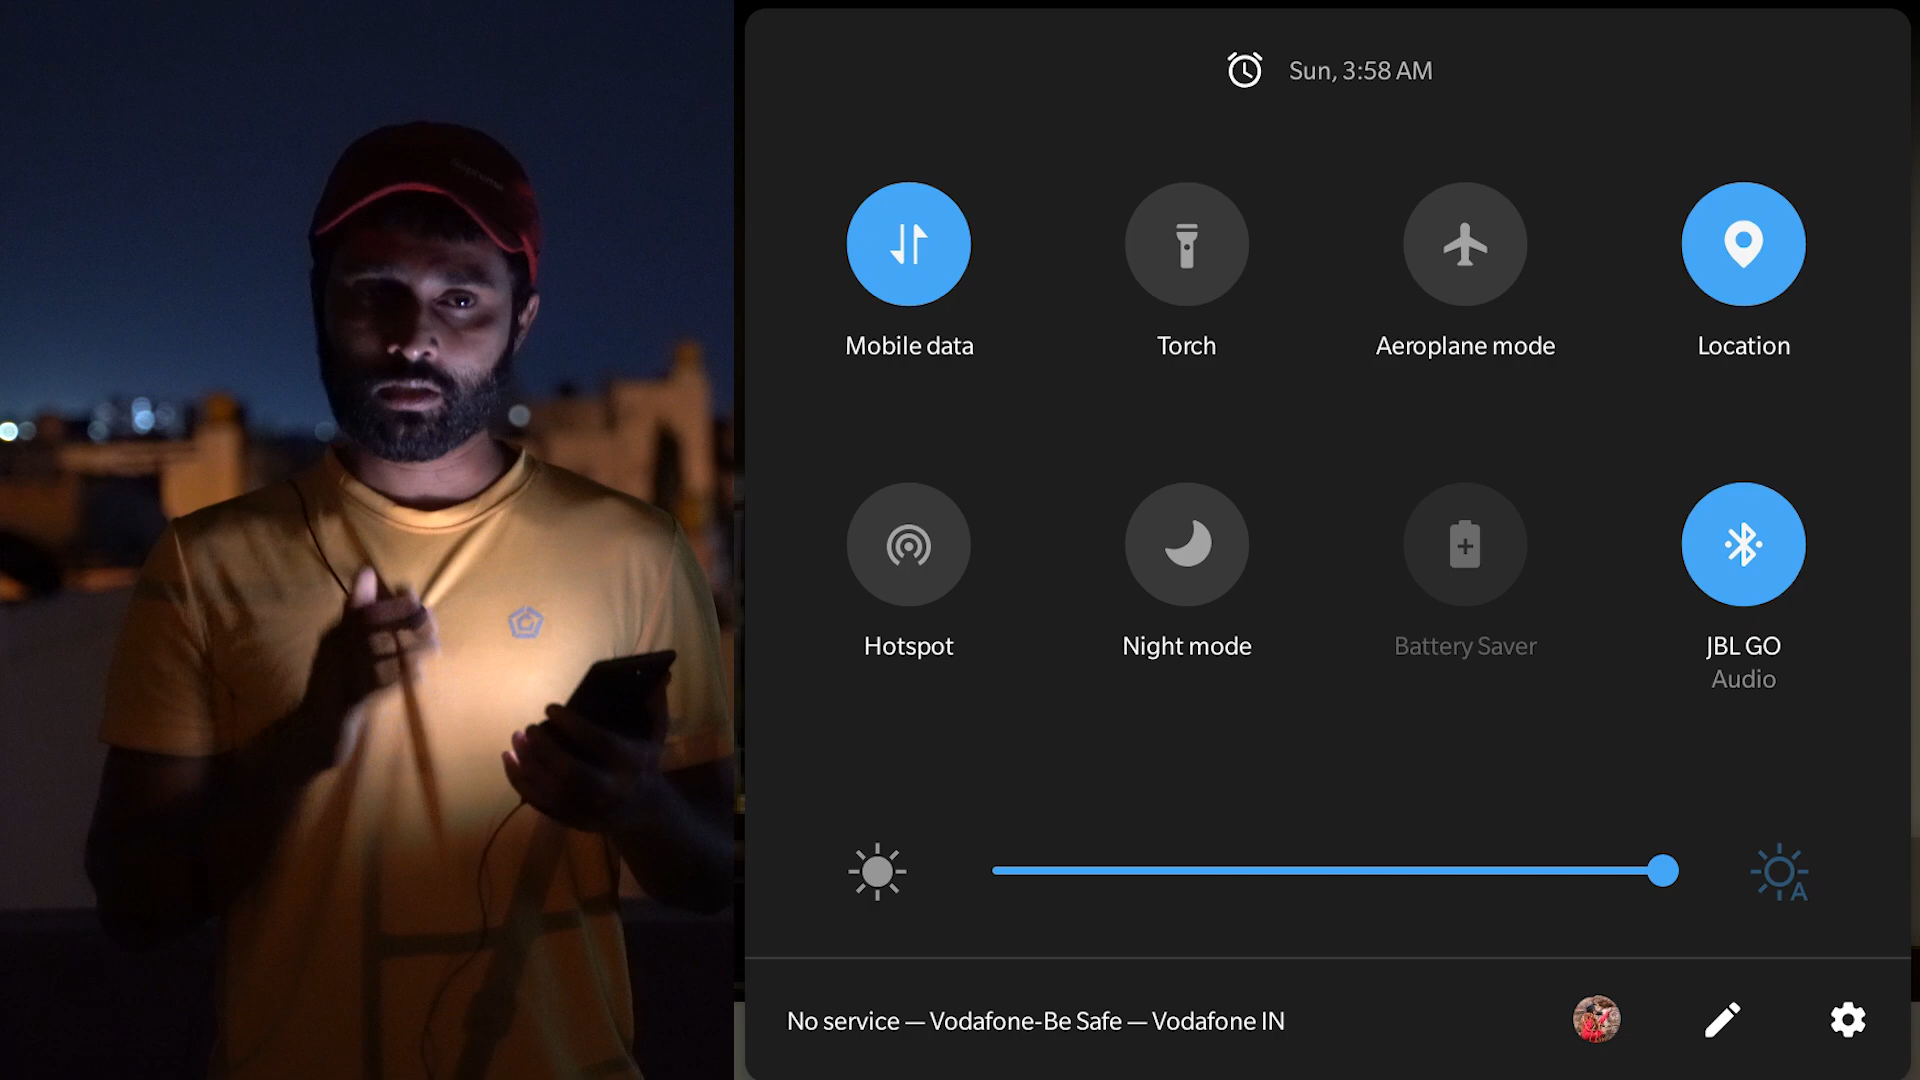 Sun, 3:58 AM
Mobile data
Torch
Aeroplane mode
Location
Hotspot
Night mode
Battery Saver
JBL GO
Audio
A
No service — Vodafone-Be Safe — Vodafone IN